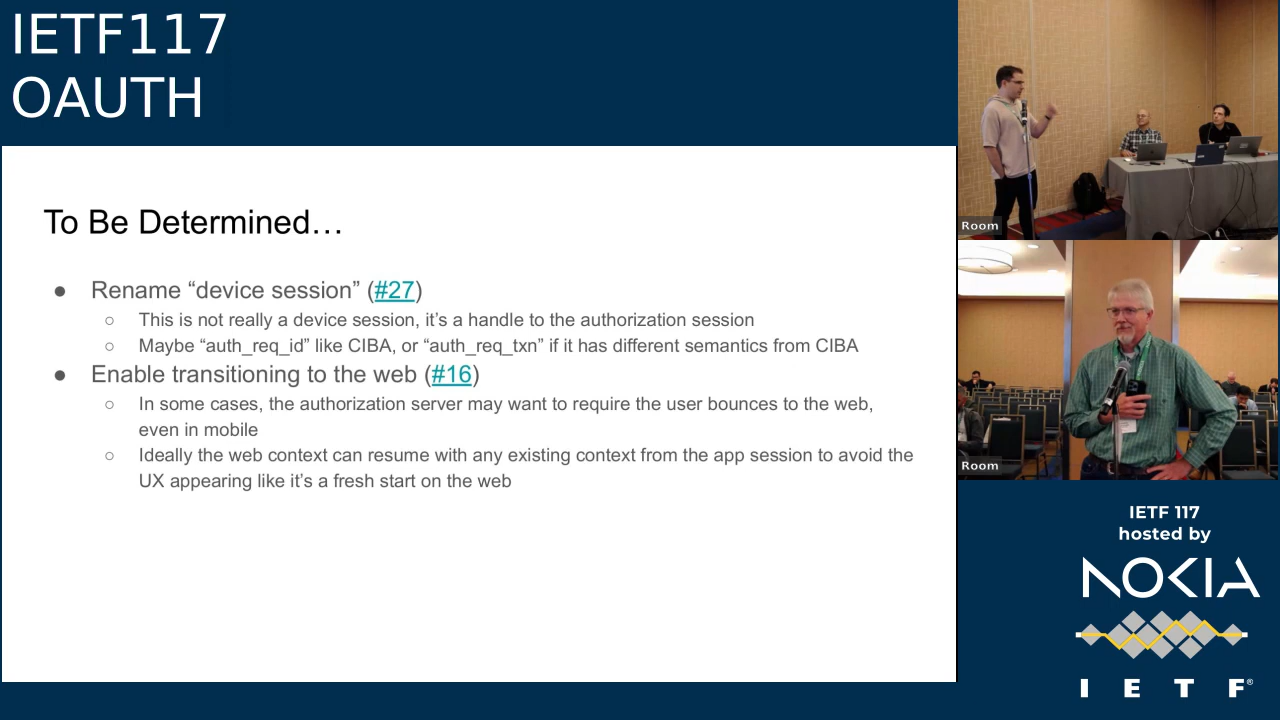 IETF117
OAUTH
To Be Determined…
● Rename “device session” (#27)
○ This is not really a device session, it’s a handle to the authorization session
○ Maybe “auth_req_id” like CIBA, or “auth_req_txn” if it has different semantics from CIBA
● Enable transitioning to the web (#16)
○ In some cases, the authorization server may want to require the user bounces to the web,
even in mobile
○ Ideally the web context can resume with any existing context from the app session to avoid the
UX appearing like it’s a fresh start on the web
Room
Room
IETF 117
hosted by
NOKIA
I E T F®